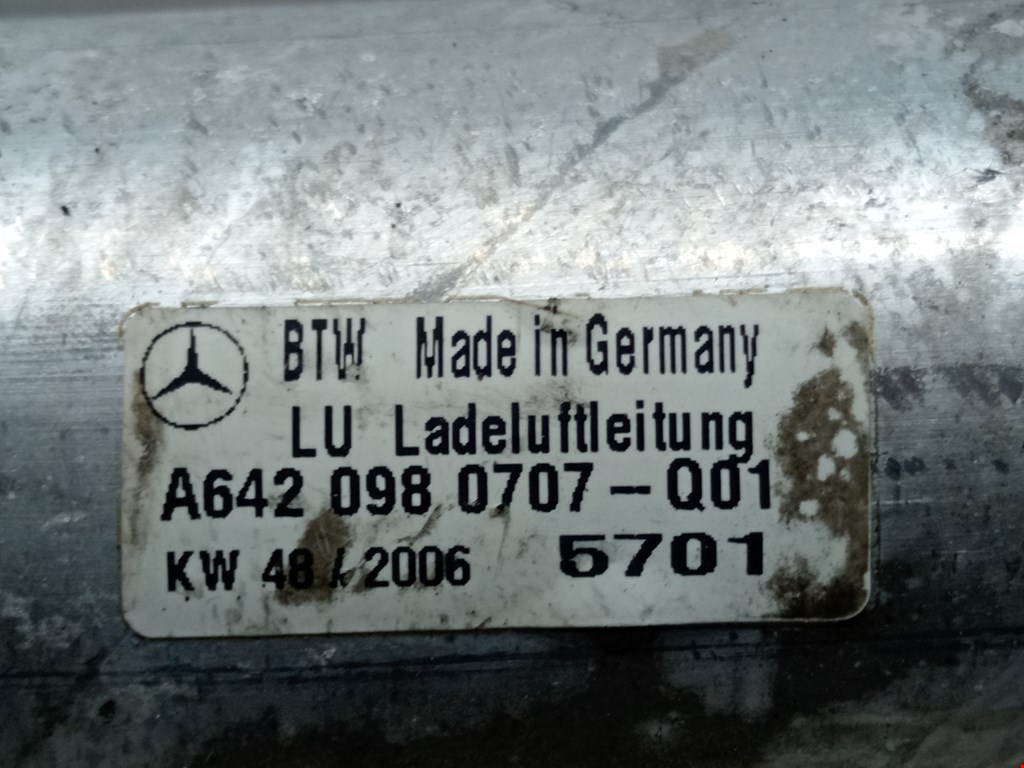 BTW Made in Germany
LU Ladeluftleitung
A642 098 0707-Q01
KW 48/2006 5701